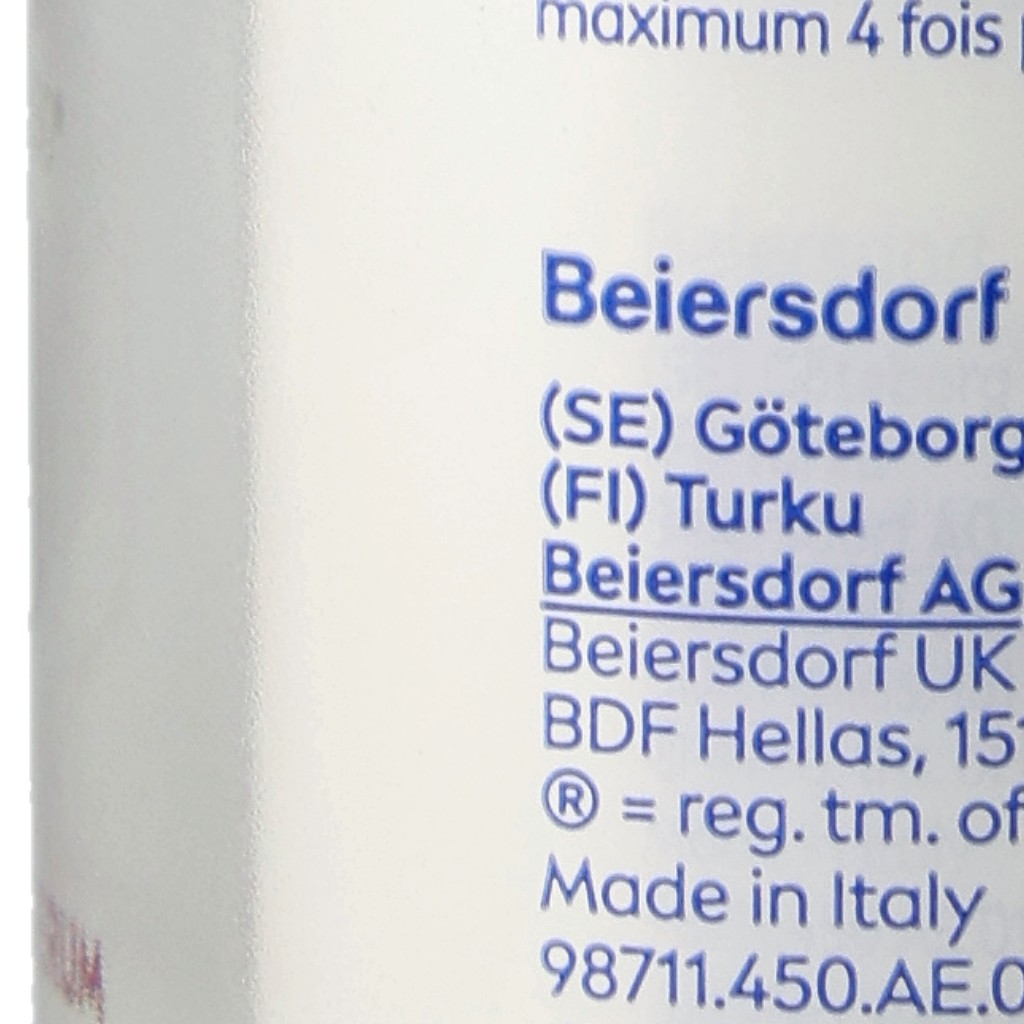 maximum 4 fois
Beiersdorf
(SE) Göteborg
(FI) Turku
Beiersdorf AG
Beiersdorf UK
BDF Hellas, 15
® = reg. tm. of
Made in Italy
98711.450.AE.0